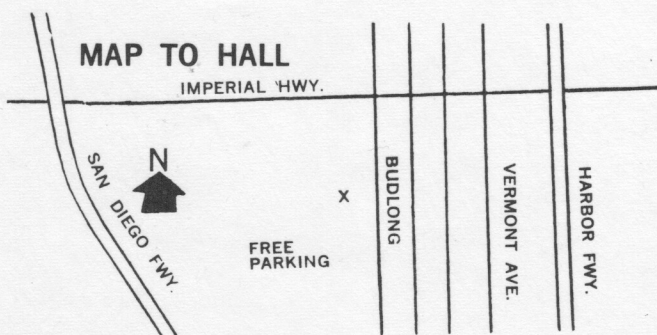 MAP TO HALL
IMPERIAL HWY.
N
SAN DIEGO FWY.
X
BUDLONG
VERMONT AVE.
HARBOR FWY.
FREE
PARKING